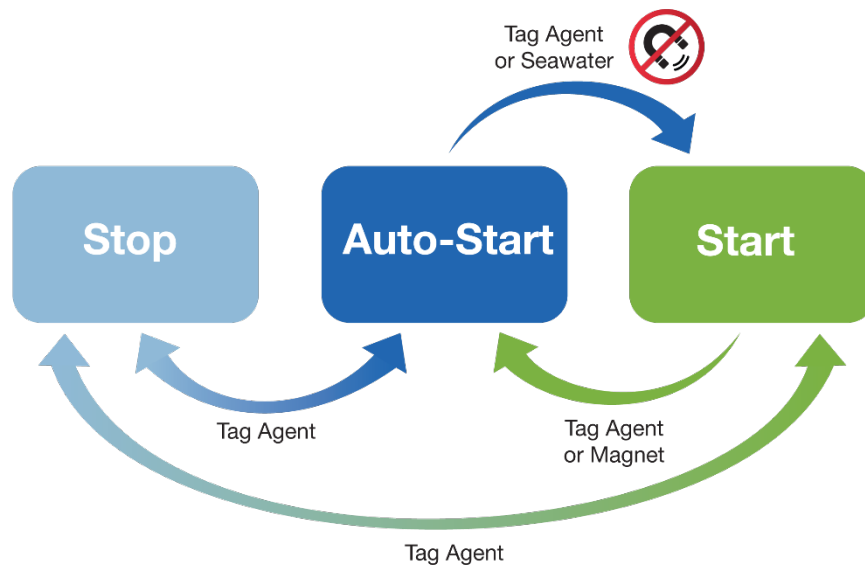 Tag Agent
or Seawater
Stop
Auto-Start
Start
Tag Agent
Tag Agent
or Magnet
Tag Agent